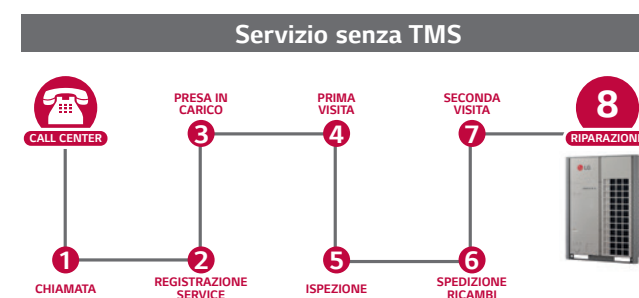 Servizio senza TMS
CALL CENTER
1
CHIAMATA
2
REGISTRAZIONE
SERVICE
PRESA IN
CARICO
3
PRIMA
VISITA
4
5
ISPEZIONE
6
SPEDIZIONE
RICAMBI
SECONDA
VISITA
7
8
RIPARAZIONE
LG